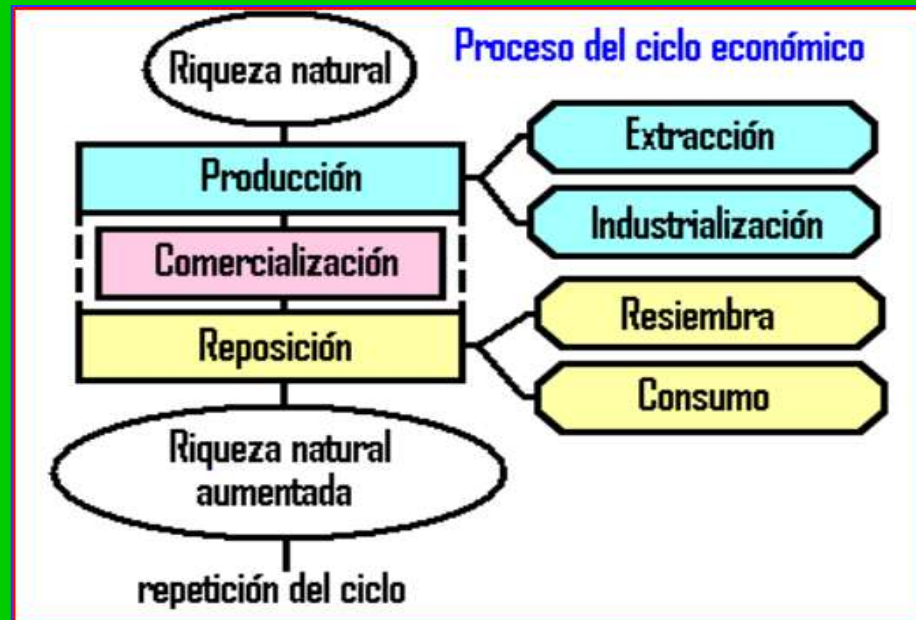 Proceso del ciclo económico
Riqueza natural
Producción
Extracción
Industrialización
Comercialización
Reposición
Resiembra
Consumo
Riqueza natural
aumentada
repetición del ciclo